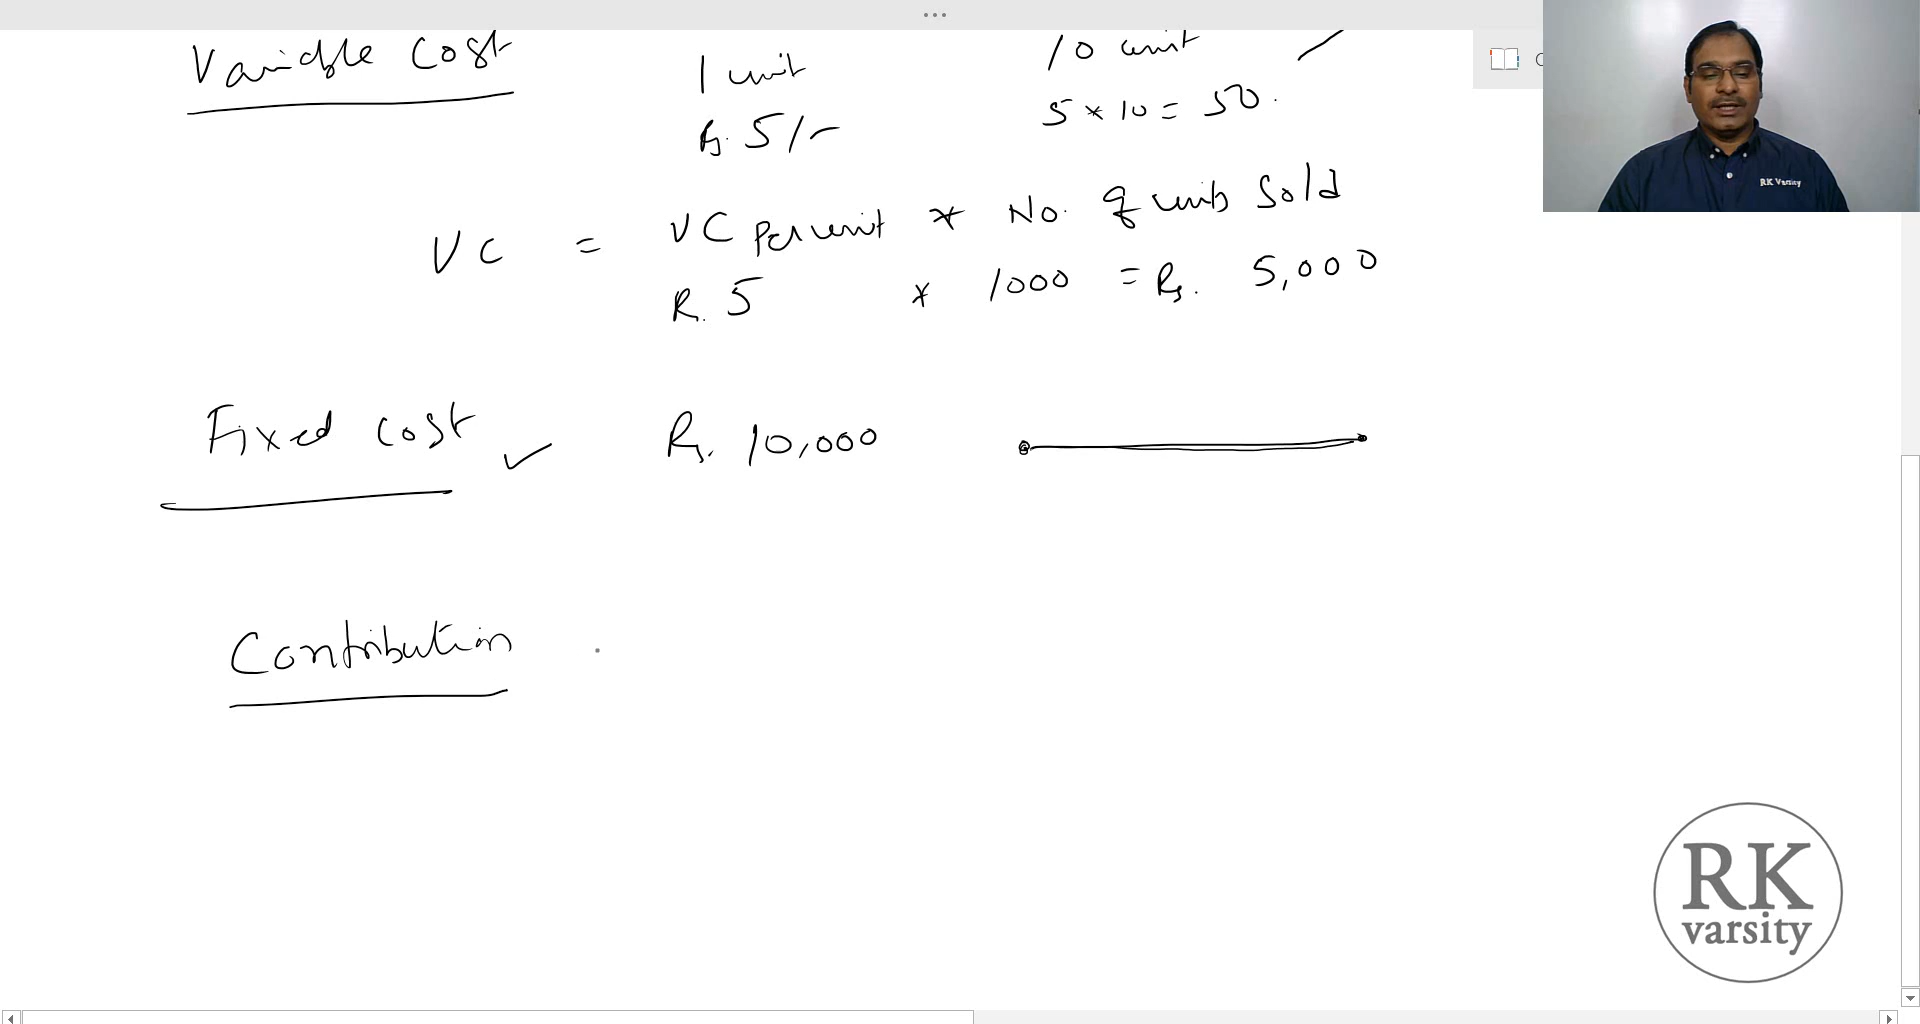 Variable Cost
1 unit
Rs. 5/-
10 unit
5 * 10 = 50.
VC = VC per unit * No. of units Sold
R. 5 * 1000 = Rs. 5,000
Fixed cost Rs. 10,000
Contribution
RK Varsity
RK
varsity